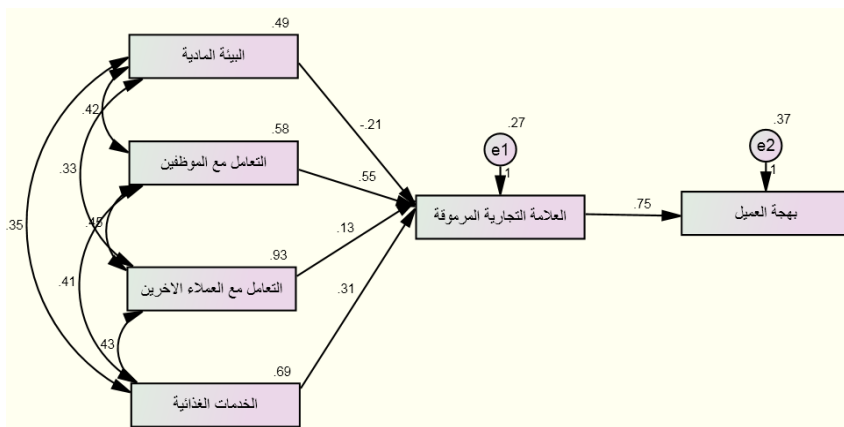 .49
البيئة المادية
.42
-.21
.27
.37
.58
e1
e2
التعامل مع الموظفين
1
1
.33
.55
العلامة التجارية المرموقة
.75
بهجة العميل
.35
.45
.13
.93
.41
التعامل مع العملاء الاخرين
.31
.43
.69
الخدمات الغذائية